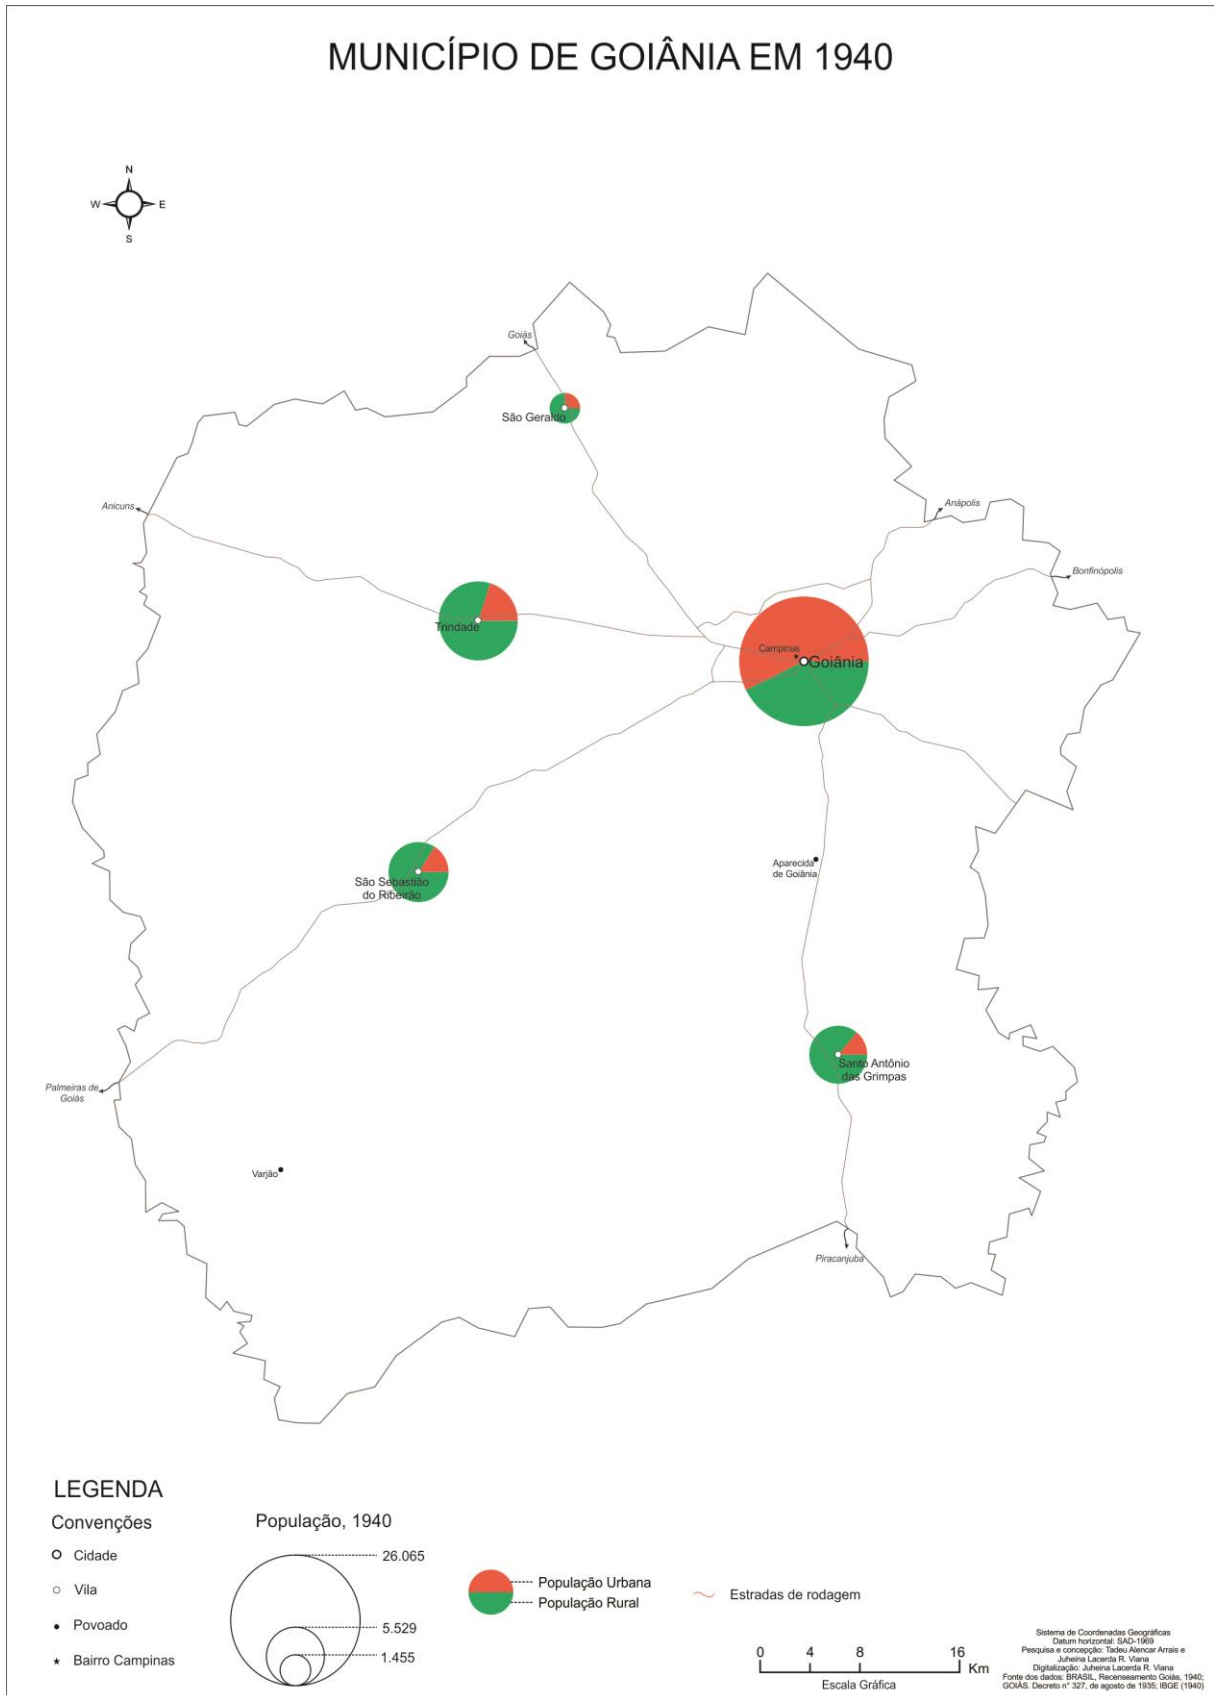 MUNICÍPIO DE GOIÂNIA EM 1940
N
W E
S
Goiás
São Geraldo
Anicuns
Anápolis
Bonfinópolis
Trindade
Campinas
Goiânia
Aparecida
de Goiânia
São Sebastião
do Ribeirão
Santo Antônio
das Grimpas
Palmeiras de
Goiás
Varjão
Piracanjuba
LEGENDA
Convenções
Cidade
Vila
Povoado
Bairro Campinas
População, 1940
26.065
5.529
1.455
População Urbana
População Rural
Estradas de rodagem
0 4 8 16 Km
Escala Gráfica
Sistema de Coordenadas Geográficas
Datum horizontal: SAD-1969
Pesquisa e concepção: Tadeu Alencar Arrais e
Juheina Lacerda R. Viana
Digitalização: Juheina Lacerda R. Viana
Fonte dos dados: BRASIL, Recenseamento Goiás, 1940;
GOIÁS. Decreto n° 327, de agosto de 1935; IBGE (1940)